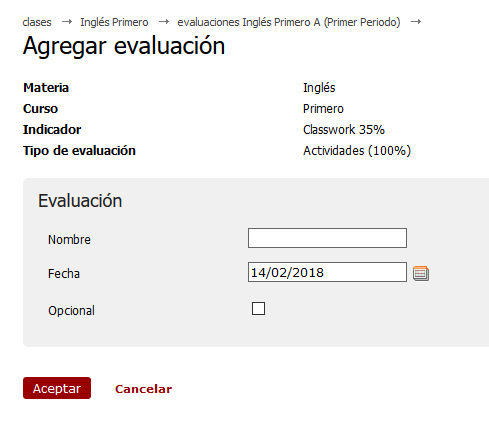 clases → Inglés Primero → evaluaciones Inglés Primero A (Primer Periodo) →
Agregar evaluación
Materia Inglés
Curso Primero
Indicador Classwork 35%
Tipo de evaluación Actividades (100%)
Evaluación
Nombre
Fecha 14/02/2018
Opcional
Aceptar Cancelar